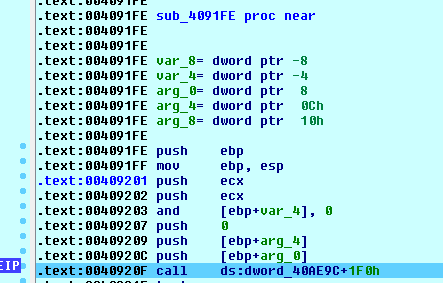 .text:004091FE
.text:004091FE sub_4091FE proc near
.text:004091FE
.text:004091FE
.text:004091FE var_8= dword ptr -8
.text:004091FE var_4= dword ptr -4
.text:004091FE arg_0= dword ptr  8
.text:004091FE arg_4= dword ptr  0Ch
.text:004091FE arg_8= dword ptr  10h
.text:004091FE
.text:004091FE push    ebp
.text:004091FF mov     ebp, esp
.text:00409201 push    ecx
.text:00409202 push    ecx
.text:00409203 and     [ebp+var_4], 0
.text:00409207 push    0
.text:00409209 push    [ebp+arg_4]
.text:0040920C push    [ebp+arg_0]
EIP .text:0040920F call    ds:dword_40AE9C+1F0h